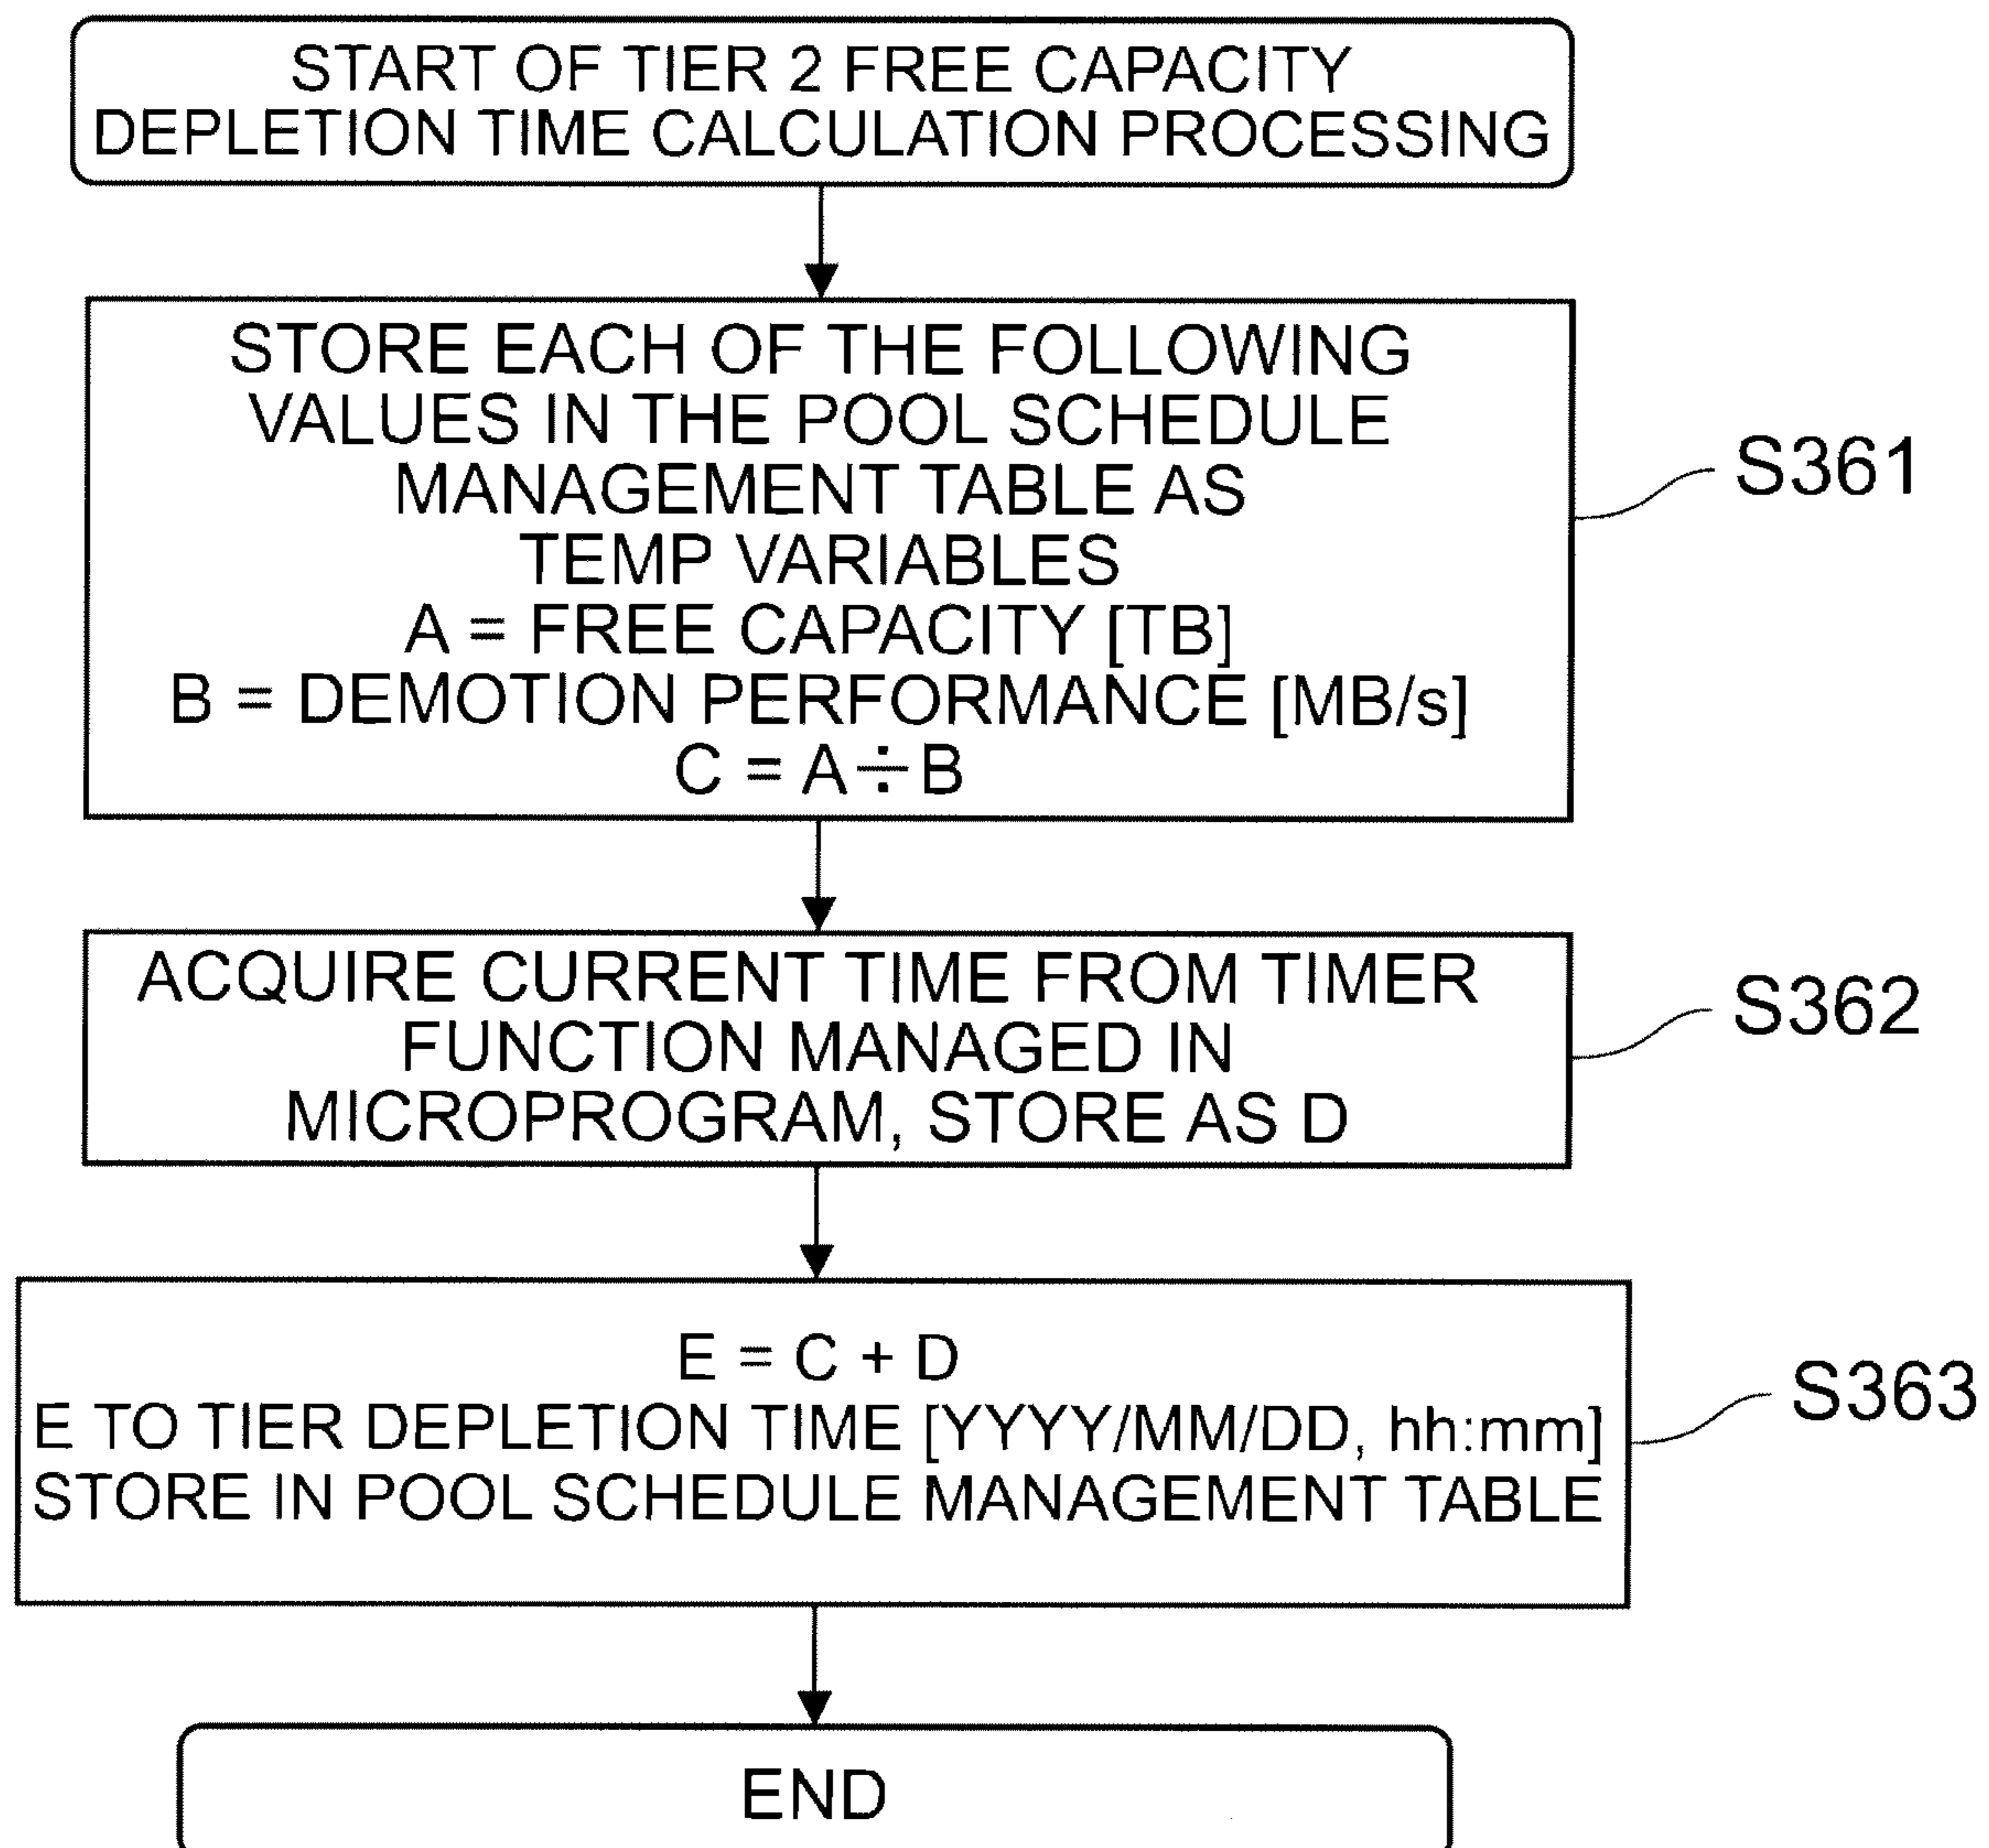 START OF TIER 2 FREE CAPACITY
DEPLETION TIME CALCULATION PROCESSING
STORE EACH OF THE FOLLOWING
VALUES IN THE POOL SCHEDULE
MANAGEMENT TABLE AS
TEMP VARIABLES
A = FREE CAPACITY [TB]
B = DEMOTION PERFORMANCE [MB/s]
C = A÷B
S361
ACQUIRE CURRENT TIME FROM TIMER
FUNCTION MANAGED IN
MICROPROGRAM, STORE AS D
S362
E = C + D
E TO TIER DEPLETION TIME [YYYY/MM/DD, hh:mm]
STORE IN POOL SCHEDULE MANAGEMENT TABLE
S363
END